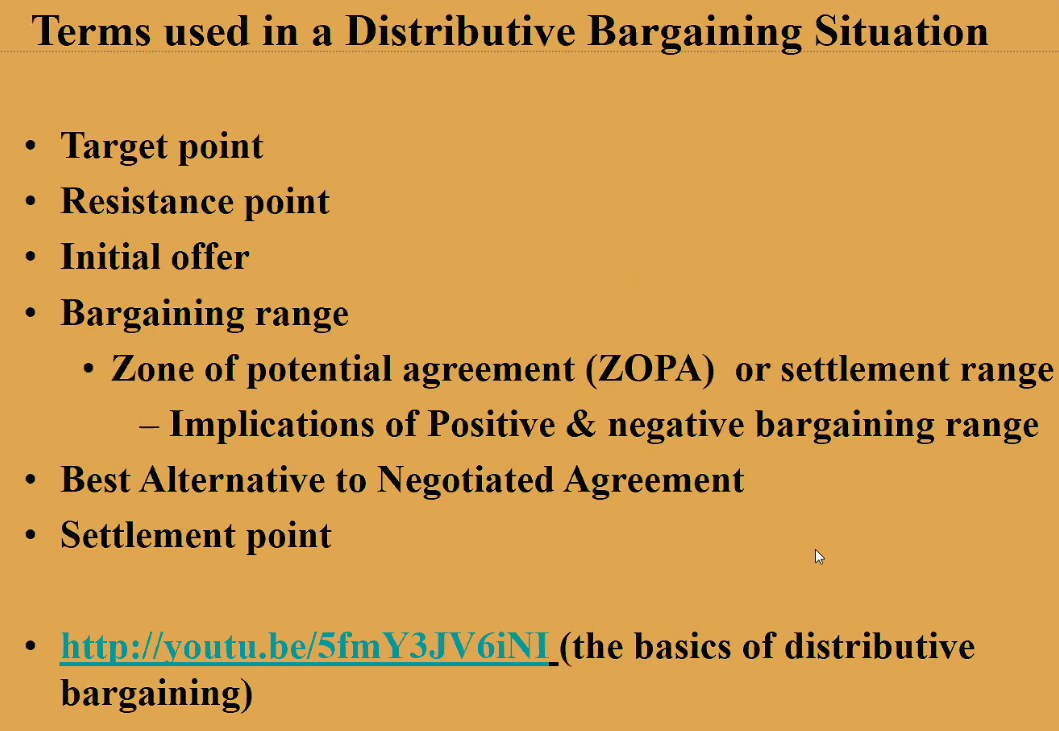 Terms used in a Distributive Bargaining Situation
• Target point
• Resistance point
• Initial offer
• Bargaining range
• Zone of potential agreement (ZOPA) or settlement range
– Implications of Positive & negative bargaining range
• Best Alternative to Negotiated Agreement
• Settlement point
• http://youtu.be/5fmY3JV6iNI (the basics of distributive
bargaining)